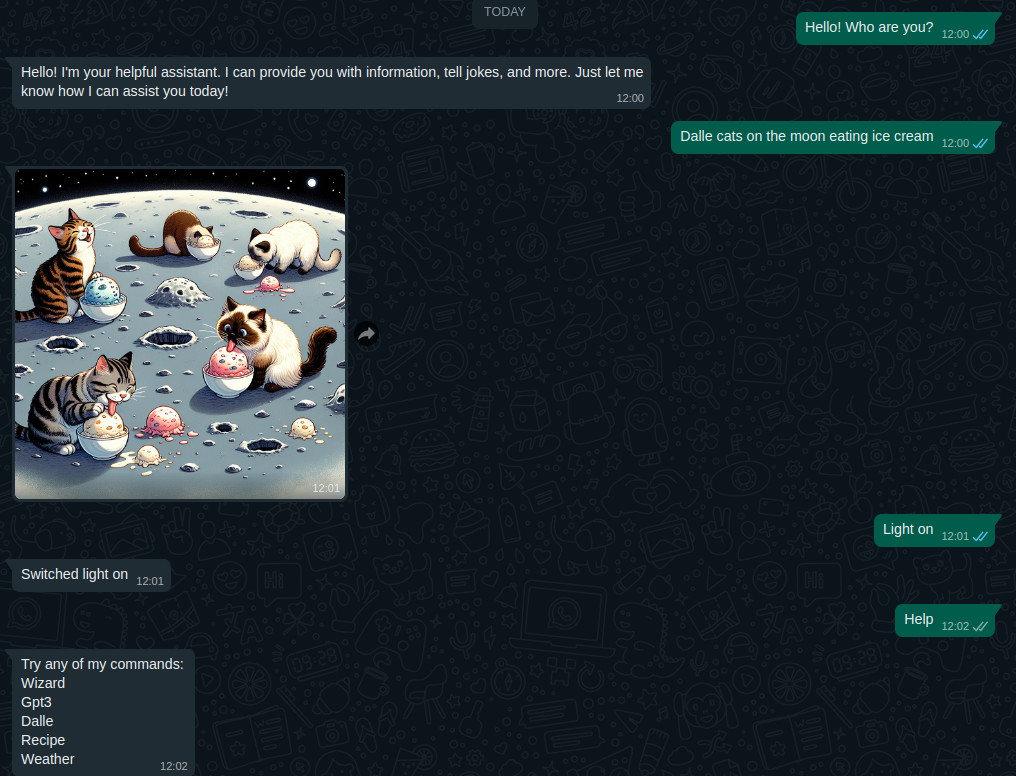 TODAY
Hello! Who are you? 12:00
Hello! I'm your helpful assistant. I can provide you with information, tell jokes, and more. Just let me
know how I can assist you today!
12:00
Dalle cats on the moon eating ice cream 12:00
12:01
Light on 12:01
Switched light on 12:01
Help 12:02
Try any of my commands:
Wizard
Gpt3
Dalle
Recipe
Weather
12:02